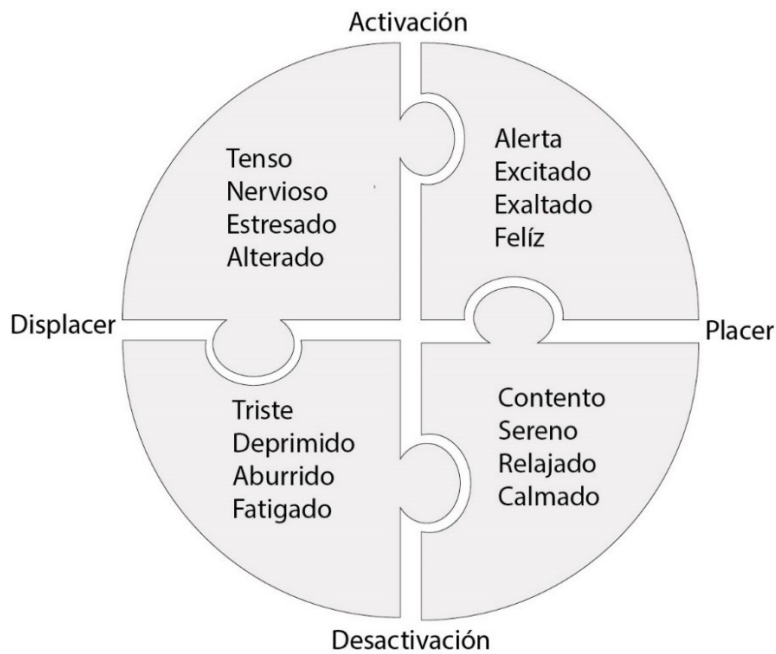 Activación
Tenso
Nervioso
Estresado
Alterado
Alerta
Excitado
Exaltado
Felíz
Displacer
Placer
Triste
Deprimido
Aburrido
Fatigado
Contento
Sereno
Relajado
Calmado
Desactivación